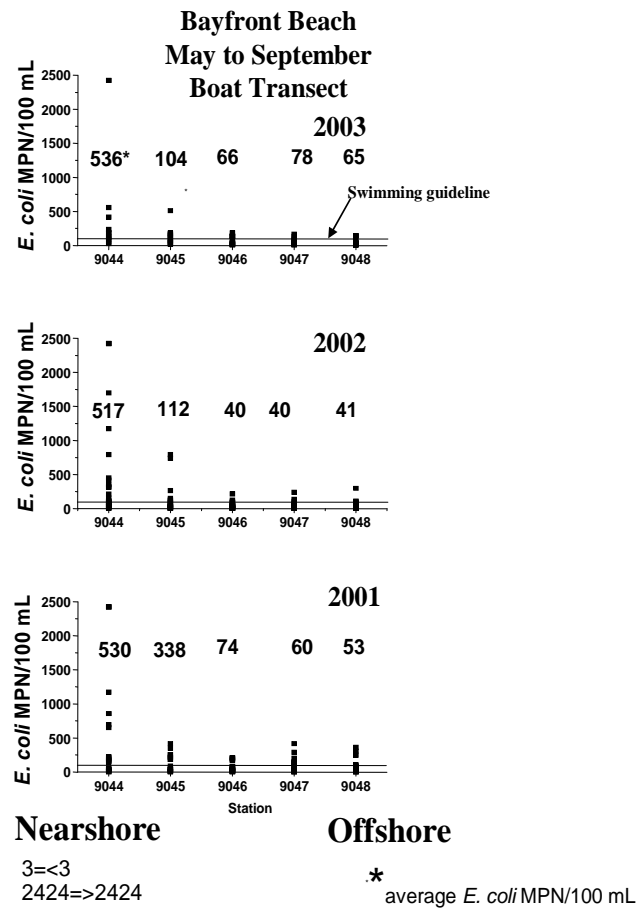 Bayfront Beach
May to September
Boat Transect
2003
E. coli MPN/100 mL
2500
2000
1500
1000
500
0
536* 104 66 78 65
Swimming guideline
9044 9045 9046 9047 9048
2002
E. coli MPN/100 mL
2500
2000
1500
1000
500
0
517 112 40 40 41
9044 9045 9046 9047 9048
2001
E. coli MPN/100 mL
2500
2000
1500
1000
500
0
530 338 74 60 53
9044 9045 9046 9047 9048
Station
Nearshore Offshore
3=<3
2424=>2424
* average E. coli MPN/100 mL